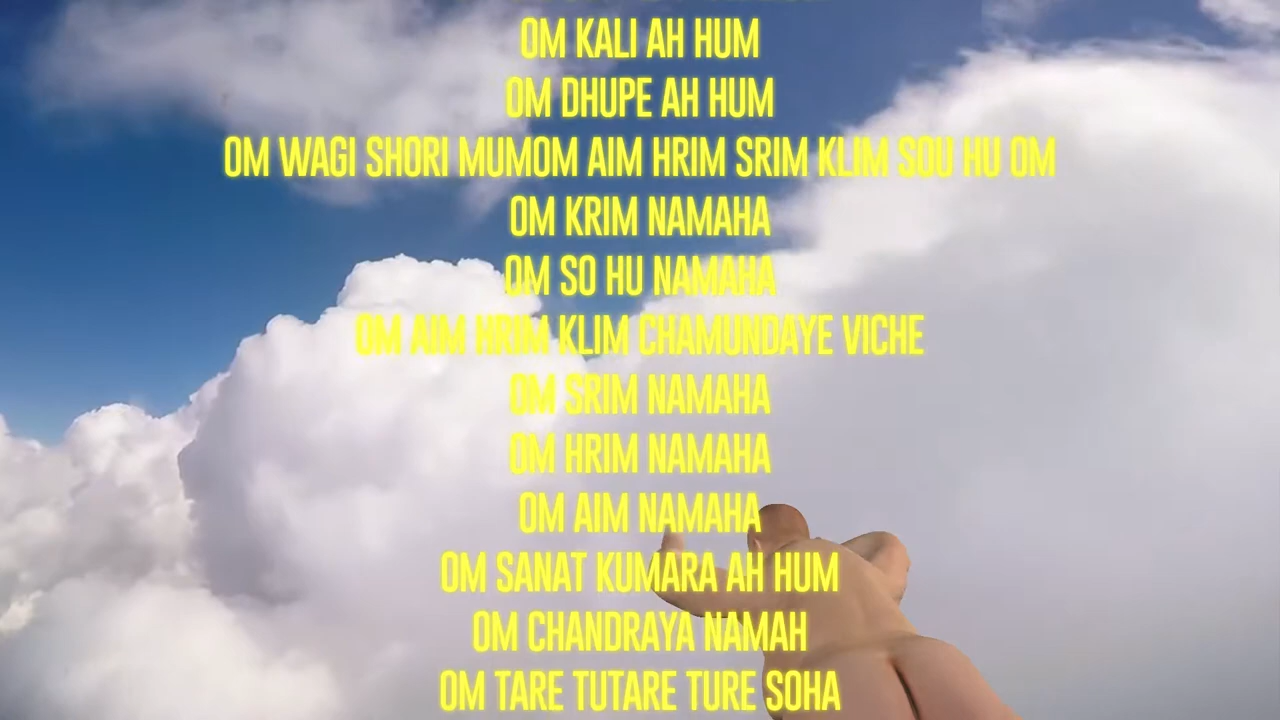 OM KALI AH HUM
OM DHUPE AH HUM
OM WAGI SHORI MUMOM AIM HRIM SRIM KLIM SOU HU OM
OM KRIM NAMAHA
OM SO HU NAMAHA
OM AIM HRIM KLIM CHAMUNDAYE VICHE
OM SRIM NAMAHA
OM HRIM NAMAHA
OM AIM NAMAHA
OM SANAT KUMARA AH HUM
OM CHANDRAYA NAMAH
OM TARE TUTARE TURE SOHA